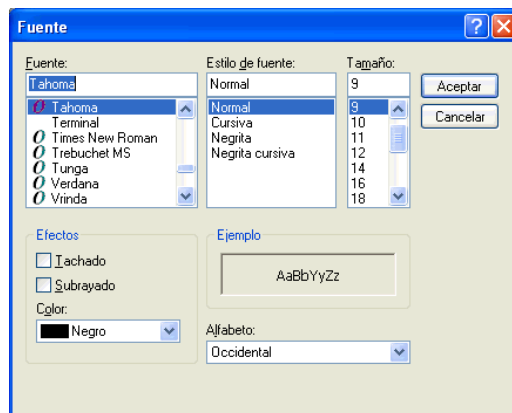 Fuente
Fuente:
Tahoma
Tahoma
Terminal
Times New Roman
Trebuchet MS
Tunga
Verdana
Vrinda
Estilo de fuente:
Normal
Normal
Cursiva
Negrita
Negrita cursiva
Tamaño:
9
9
10
11
12
14
16
18
Aceptar
Cancelar
Efectos
Tachado
Subrayado
Color:
Negro
Ejemplo
AaBbYyZz
Alfabeto:
Occidental